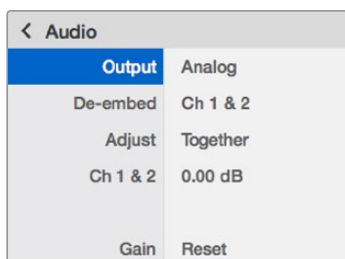 < Audio
Output Analog
De-embed Ch 1 & 2
Adjust Together
Ch 1 & 2 0.00 dB
Gain Reset